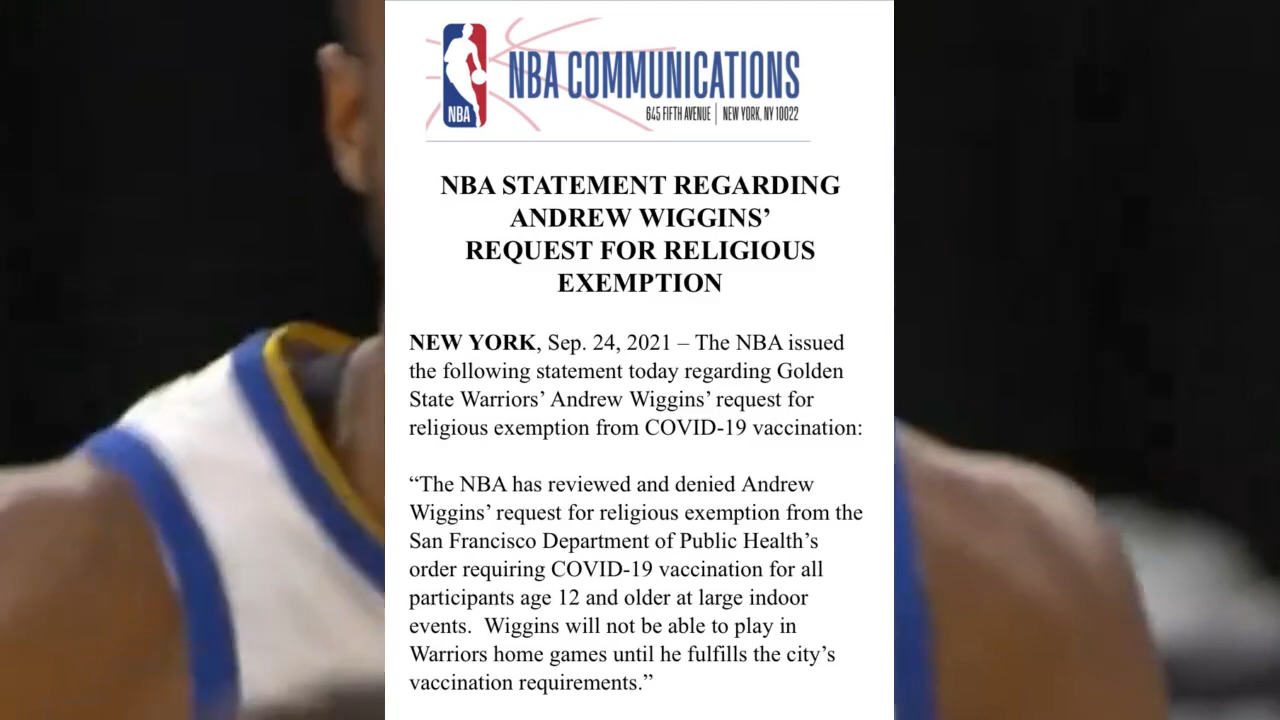 NBA
NBA COMMUNICATIONS
645 FIFTH AVENUE | NEW YORK, NY 10022
NBA STATEMENT REGARDING
ANDREW WIGGINS’
REQUEST FOR RELIGIOUS
EXEMPTION
NEW YORK, Sep. 24, 2021 – The NBA issued
the following statement today regarding Golden
State Warriors’ Andrew Wiggins’ request for
religious exemption from COVID-19 vaccination:
“The NBA has reviewed and denied Andrew
Wiggins’ request for religious exemption from the
San Francisco Department of Public Health’s
order requiring COVID-19 vaccination for all
participants age 12 and older at large indoor
events.  Wiggins will not be able to play in
Warriors home games until he fulfills the city’s
vaccination requirements.”